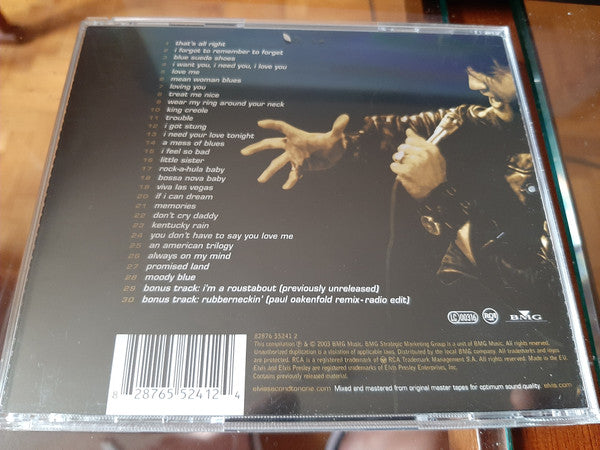 1 that's all right
2 i forgot to remember to forget
3 blue suede shoes
4 i want you, i need you, i love you
5 love me
6 mean woman blues
7 loving you
8 treat me nice
9 wear my ring around your neck
10 king creole
11 trouble
12 i got stung
13 i need your love tonight
14 a mess of blues
15 i feel so bad
16 little sister
17 rock-a-hula baby
18 bossa nova baby
19 viva las vegas
20 if i can dream
21 memories
22 don't cry daddy
23 kentucky rain
24 you don't have to say you love me
25 an american trilogy
26 always on my mind
27 promised land
28 moody blue
29 bonus track: i'm a roustabout (previously unreleased)
30 bonus track: rubberneckin' (paul oakenfold remix - radio edit)
LC 00316
RCA
BMG
82876 55241 2
This compilation ℗ & © 2003 BMG Music. BMG Strategic Marketing Group is a unit of BMG Music. All rights reserved.
Unauthorized duplication is a violation of applicable laws. Distributed by the local BMG company. All trademarks and logos
are protected. RCA Trademark Management S.A. All rights reserved. Made in the EU.
Elvis and Elvis Presley are registered trademarks of Elvis Presley Enterprises, Inc.
Contains previously released material.
elvissecondtonone.com Mixed and mastered from original master tapes for optimum sound quality. elvis.com
8 28765 52412 4